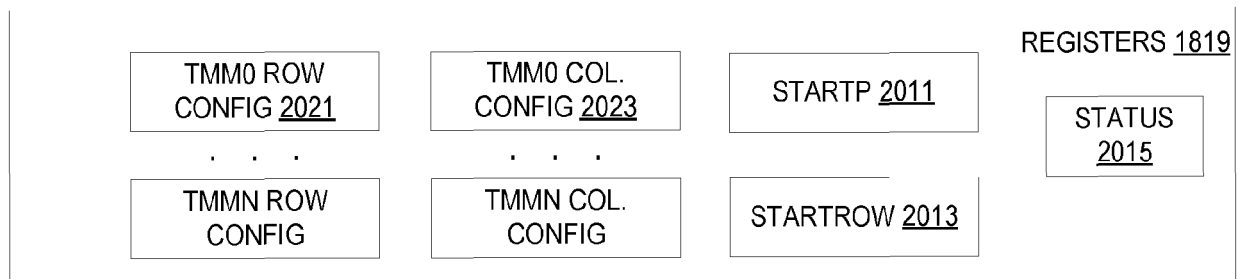 REGISTERS 1819
TMM0 ROW
CONFIG 2021
TMM0 COL.
CONFIG 2023
STARTP 2011
STATUS
2015
. . .
. . .
TMMN ROW
CONFIG
TMMN COL.
CONFIG
STARTROW 2013